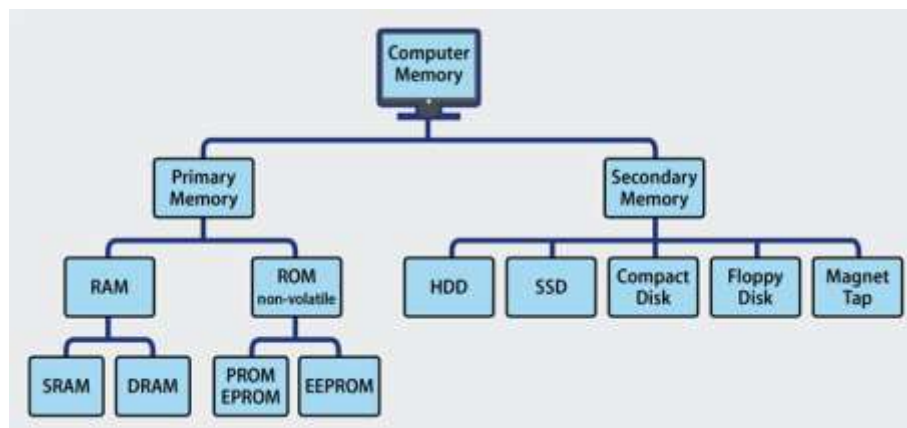 Computer
Memory
Primary
Memory
Secondary
Memory
RAM
ROM
non-volatile
HDD
SSD
Compact
Disk
Floppy
Disk
Magnet
Tap
SRAM
DRAM
PROM
EPROM
EEPROM